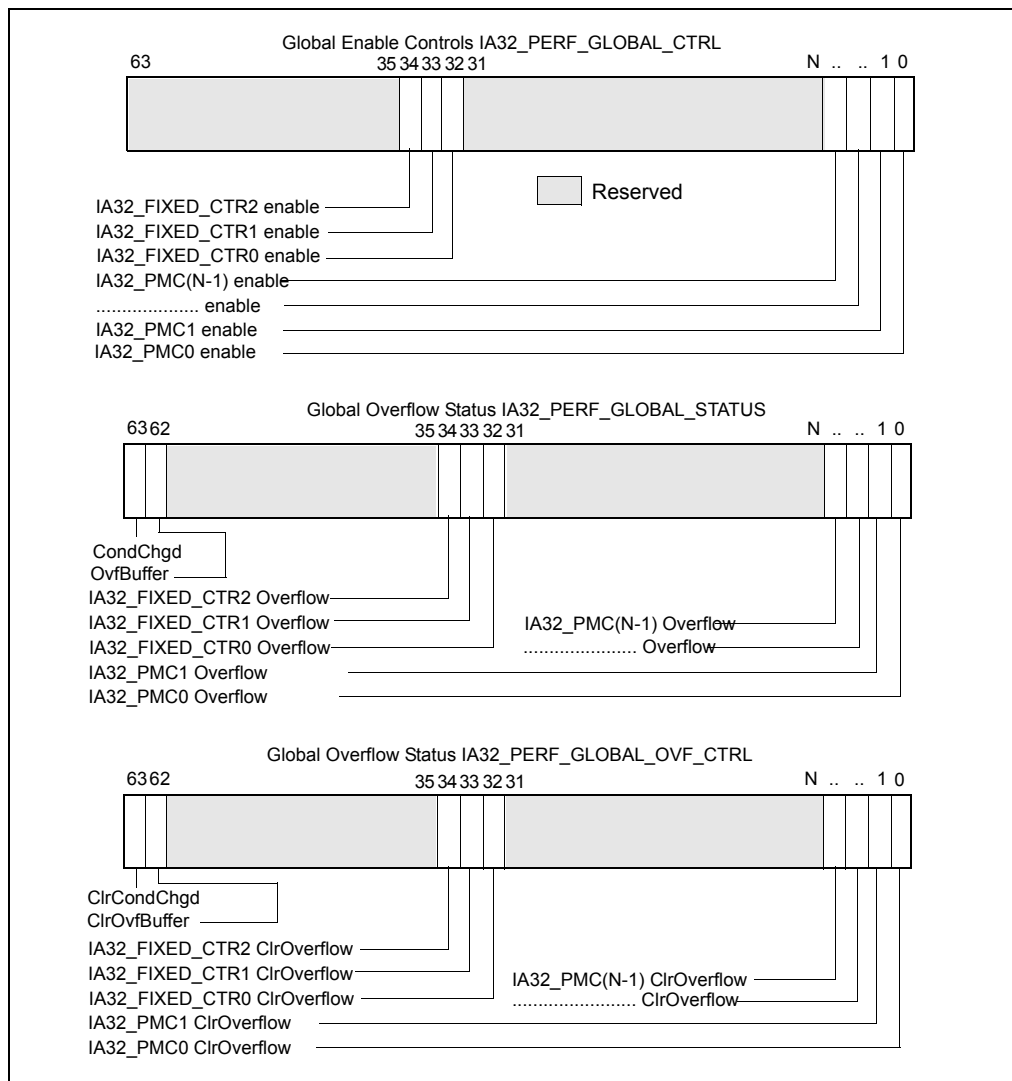 Global Enable Controls IA32_PERF_GLOBAL_CTRL
63 35 34 33 32 31 N .. .. 1 0
Reserved
IA32_FIXED_CTR2 enable
IA32_FIXED_CTR1 enable
IA32_FIXED_CTR0 enable
IA32_PMC(N-1) enable
..................... enable
IA32_PMC1 enable
IA32_PMC0 enable
Global Overflow Status IA32_PERF_GLOBAL_STATUS
63 62 35 34 33 32 31 N .. .. 1 0
CondChgd
OvfBuffer
IA32_FIXED_CTR2 Overflow
IA32_FIXED_CTR1 Overflow
IA32_FIXED_CTR0 Overflow
IA32_PMC(N-1) Overflow
...................... Overflow
IA32_PMC1 Overflow
IA32_PMC0 Overflow
Global Overflow Status IA32_PERF_GLOBAL_OVF_CTRL
63 62 35 34 33 32 31 N .. .. 1 0
ClrCondChgd
ClrOvfBuffer
IA32_FIXED_CTR2 ClrOverflow
IA32_FIXED_CTR1 ClrOverflow
IA32_FIXED_CTR0 ClrOverflow
IA32_PMC(N-1) ClrOverflow
........................ ClrOverflow
IA32_PMC1 ClrOverflow
IA32_PMC0 ClrOverflow